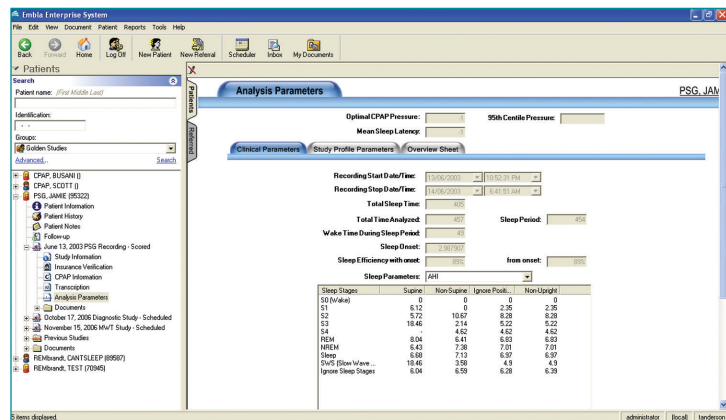 Embla Enterprise System
File Edit View Document Patient Reports Tools Help
Back Forward Home Log Off New Patient New Referral Scheduler Inbox My Documents
Patients
Search
Patient name: (First Middle Last)
Identification:
- -
Groups:
Golden Studies
Advanced... Search
CPAP, BUSANI ()
CPAP, SCOTT ()
PSG, JAMIE (95322)
Patient Information
Patient History
Patient Notes
Follow-up
June 13, 2003 PSG Recording - Scored
Study Information
Insurance Verification
CPAP Information
Transcription
Analysis Parameters
Documents
October 17, 2006 Diagnostic Study - Scheduled
November 15, 2006 MWT Study - Scheduled
Previous Studies
Documents
REMbrandt, CANTSLEEP (89587)
REMbrandt, TEST (70945)
Patients
Referred
Analysis Parameters PSG, JAM
Optimal CPAP Pressure: -1 95th Centile Pressure:
Mean Sleep Latency: -1
Clinical Parameters Study Profile Parameters Overview Sheet
Recording Start Date/Time: 13/06/2003 10:52:31 PM
Recording Stop Date/Time: 14/06/2003 6:41:51 AM
Total Sleep Time: 405
Total Time Analyzed: 457 Sleep Period: 454
Wake Time During Sleep Period: 49
Sleep Onset: 2.987907
Sleep Efficiency with onset: 89% from onset: 89%
Sleep Parameters: AHI
Sleep Stages Supine Non-Supine Ignore Positi... Non-Upright
S0 (Wake) 0 0 0 0
S1 6.12 0 2.35 2.35
S2 5.72 10.67 8.28 8.28
S3 18.46 2.14 5.22 5.22
S4 - 4.62 4.62 4.62
REM 8.04 6.41 6.83 6.83
NREM 6.43 7.38 7.01 7.01
Sleep 6.68 7.13 6.97 6.97
SWS (Slow Wave ... 18.46 3.58 4.9 4.9
Ignore Sleep Stages 6.04 6.59 6.28 6.39
5 items displayed. administrator [local] tanderson